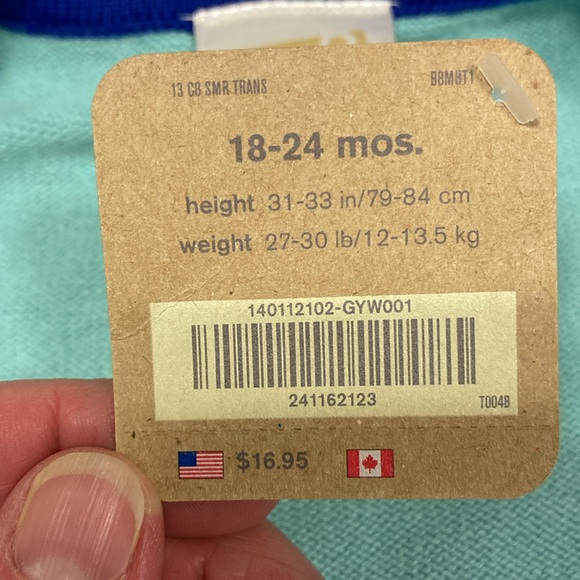 13 C8 SMR TRANS BBM0T1
18-24 mos.
height 31-33 in/79-84 cm
weight 27-30 lb/12-13.5 kg
140112102-GYW001
241162123
T004B
$16.95